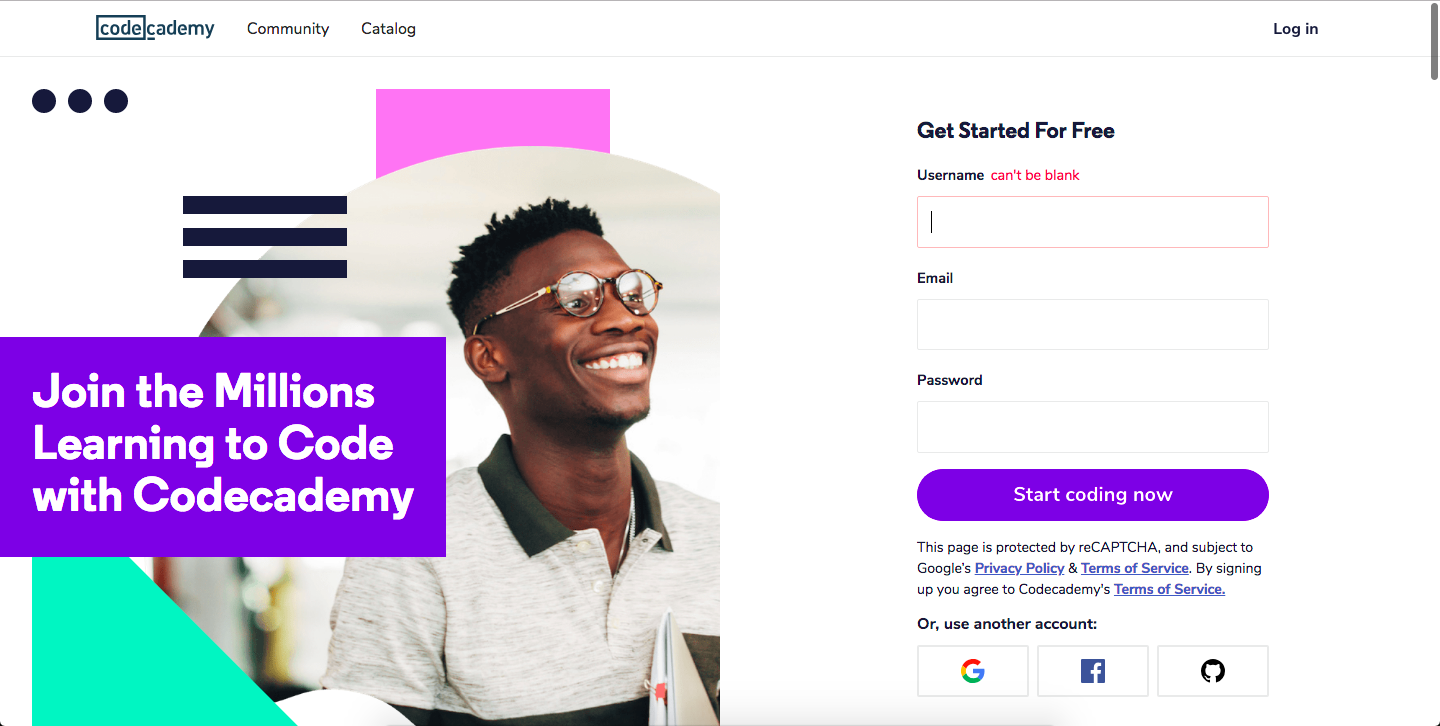 codecademy
Community
Catalog
Log in
Join the Millions
Learning to Code
with Codecademy
Get Started For Free
Username can't be blank
Email
Password
Start coding now
This page is protected by reCAPTCHA, and subject to
Google’s Privacy Policy & Terms of Service. By signing
up you agree to Codecademy’s Terms of Service.
Or, use another account: